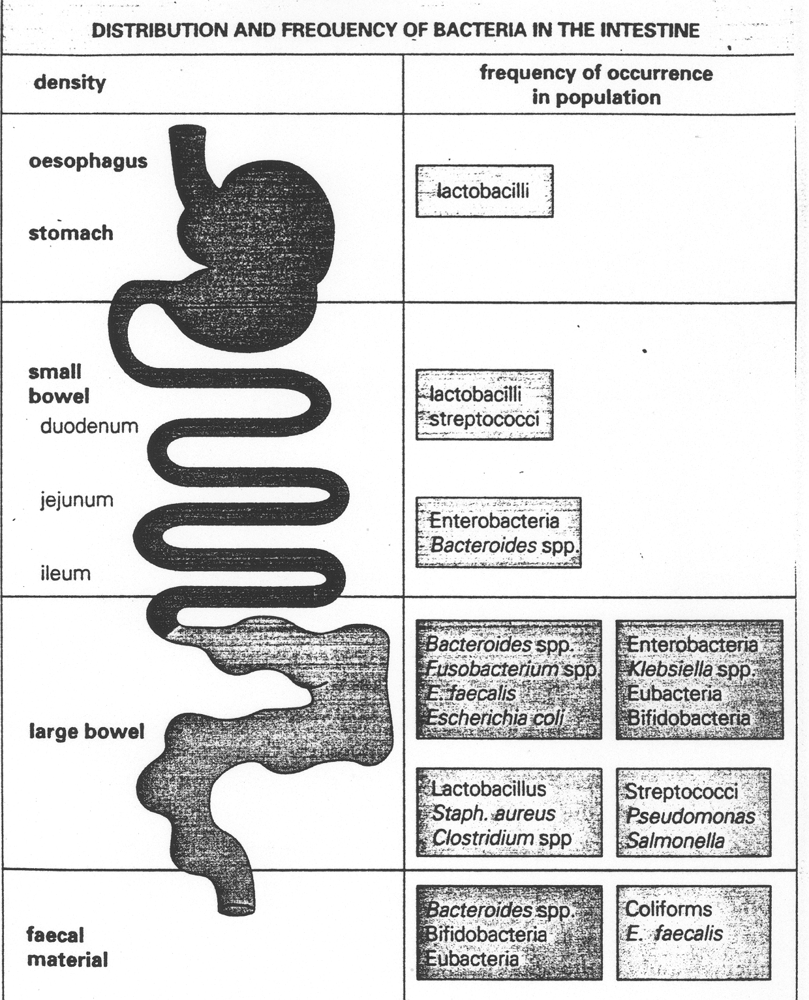 DISTRIBUTION AND FREQUENCY OF BACTERIA IN THE INTESTINE
density
frequency of occurrence
in population
oesophagus
stomach
lactobacilli
small
bowel
duodenum
jejunum
ileum
lactobacilli
streptococci
Enterobacteria
Bacteroides spp.
large bowel
Bacteroides spp.
Fusobacterium spp.
E. faecalis
Escherichia coli
Enterobacteria
Klebsiella spp.
Eubacteria
Bifidobacteria
Lactobacillus
Staph. aureus
Clostridium spp
Streptococci
Pseudomonas
Salmonella
faecal
material
Bacteroides spp.
Bifidobacteria
Eubacteria
Coliforms
E. faecalis